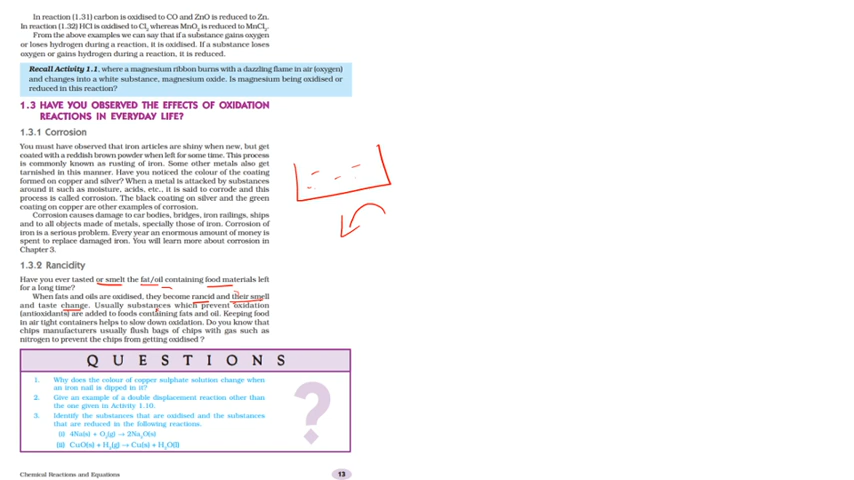 In reaction (1.31) carbon is oxidised to CO and ZnO is reduced to Zn.
In reaction (1.32) HCl is oxidised to Cl₂ whereas MnO₂ is reduced to MnCl₂.
From the above examples we can say that if a substance gains oxygen
or loses hydrogen during a reaction, it is oxidised. If a substance loses
oxygen or gains hydrogen during a reaction, it is reduced.
Recall Activity 1.1, where a magnesium ribbon burns with a dazzling flame in air (oxygen)
and changes into a white substance, magnesium oxide. Is magnesium being oxidised or
reduced in this reaction?
1.3 HAVE YOU OBSERVED THE EFFECTS OF OXIDATION
REACTIONS IN EVERYDAY LIFE?
1.3.1 Corrosion
You must have observed that iron articles are shiny when new, but get
coated with a reddish brown powder when left for some time. This process
is commonly known as rusting of iron. Some other metals also get
tarnished in this manner. Have you noticed the colour of the coating
formed on copper and silver? When a metal is attacked by substances
around it such as moisture, acids, etc., it is said to corrode and this
process is called corrosion. The black coating on silver and the green
coating on copper are other examples of corrosion.
Corrosion causes damage to car bodies, bridges, iron railings, ships
and to all objects made of metals, specially those of iron. Corrosion of
iron is a serious problem. Every year an enormous amount of money is
spent to replace damaged iron. You will learn more about corrosion in
Chapter 3.
1.3.2 Rancidity
Have you ever tasted or smelt the fat/oil containing food materials left
for a long time?
When fats and oils are oxidised, they become rancid and their smell
and taste change. Usually substances which prevent oxidation
(antioxidants) are added to foods containing fats and oil. Keeping food
in air tight containers helps to slow down oxidation. Do you know that
chips manufacturers usually flush bags of chips with gas such as
nitrogen to prevent the chips from getting oxidised ?
QUESTIONS
1. Why does the colour of copper sulphate solution change when
an iron nail is dipped in it?
2. Give an example of a double displacement reaction other than
the one given in Activity 1.10.
3. Identify the substances that are oxidised and the substances
that are reduced in the following reactions.
(i) 4Na(s) + O₂(g) → 2Na₂O(s)
(ii) CuO(s) + H₂(g) → Cu(s) + H₂O(l)
?
Chemical Reactions and Equations
13